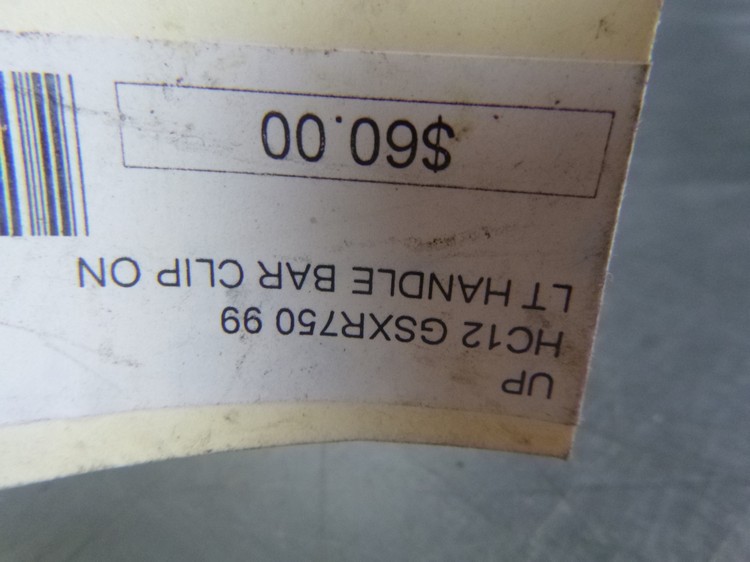 UP
HC12 GSXR750 99
LT HANDLE BAR CLIP ON
$60.00